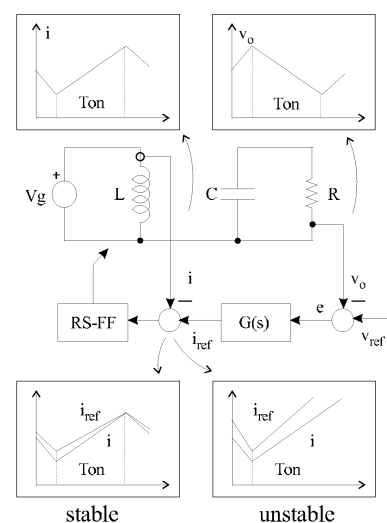 i
Ton
v_o
Ton
+
Vg
L
C
R
i
v_o
e
RS-FF
i_ref
G(s)
v_ref
i_ref
i
Ton
i_ref
i
Ton
stable
unstable